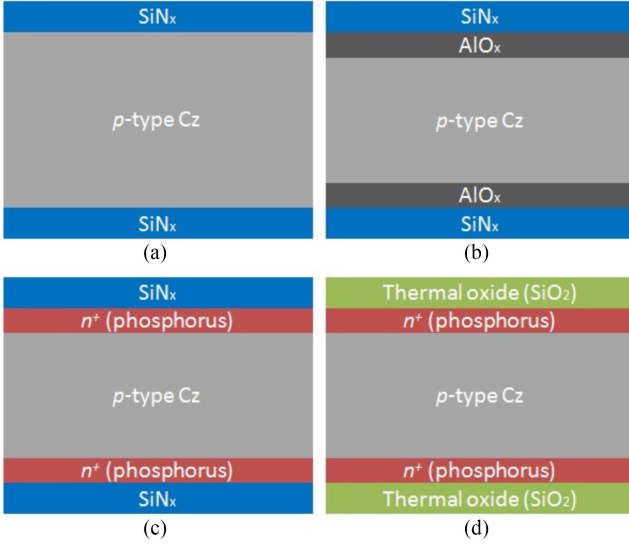 SiNₓ
p-type Cz
SiNₓ
(a)
SiNₓ
AlOₓ
p-type Cz
AlOₓ
SiNₓ
(b)
SiNₓ
n⁺ (phosphorus)
p-type Cz
n⁺ (phosphorus)
SiNₓ
(c)
Thermal oxide (SiO₂)
n⁺ (phosphorus)
p-type Cz
n⁺ (phosphorus)
Thermal oxide (SiO₂)
(d)